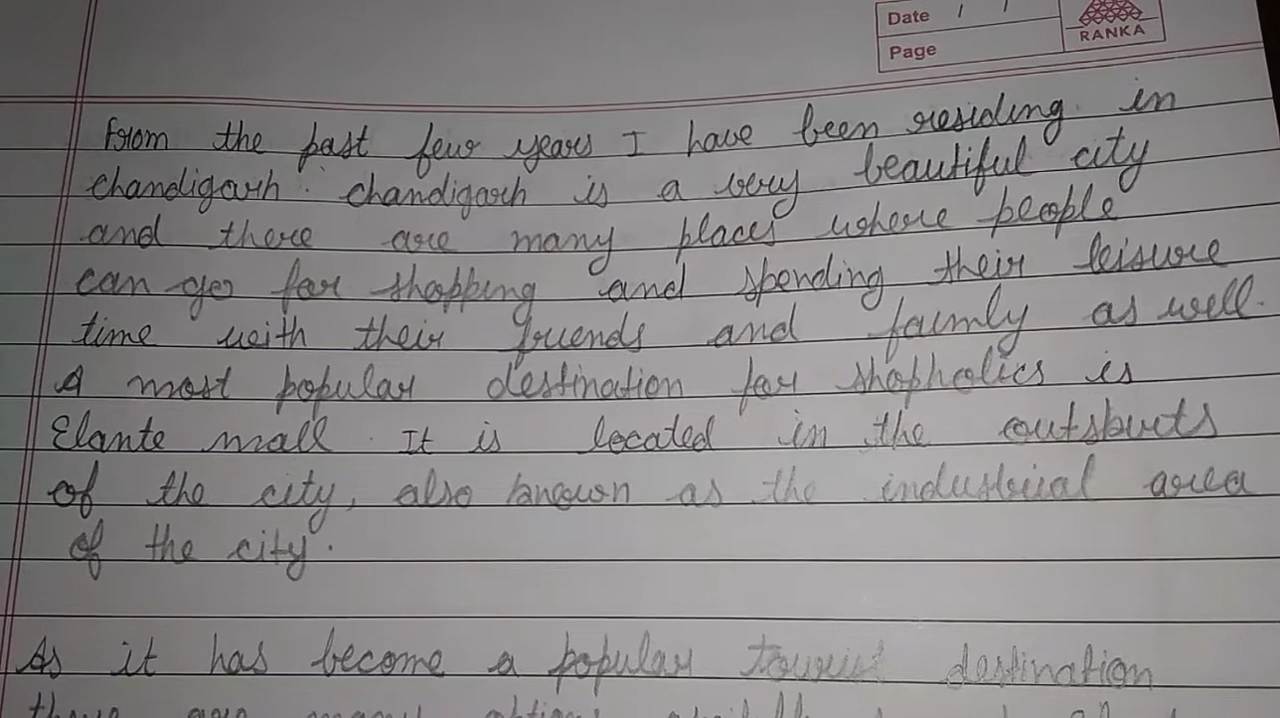 Date / /
RANKA
Page
From the past few years I have been residing in
chandigarh. chandigarh is a very beautiful city
and there are many places where people
can go for shopping and spending their leisure
time with their friends and faimly as well.
A most popular destination for shopholics is
Elante mall. It is located in the outskirts
of the city, also known as the industrial area
of the city.
As it has become a popular tourist destination